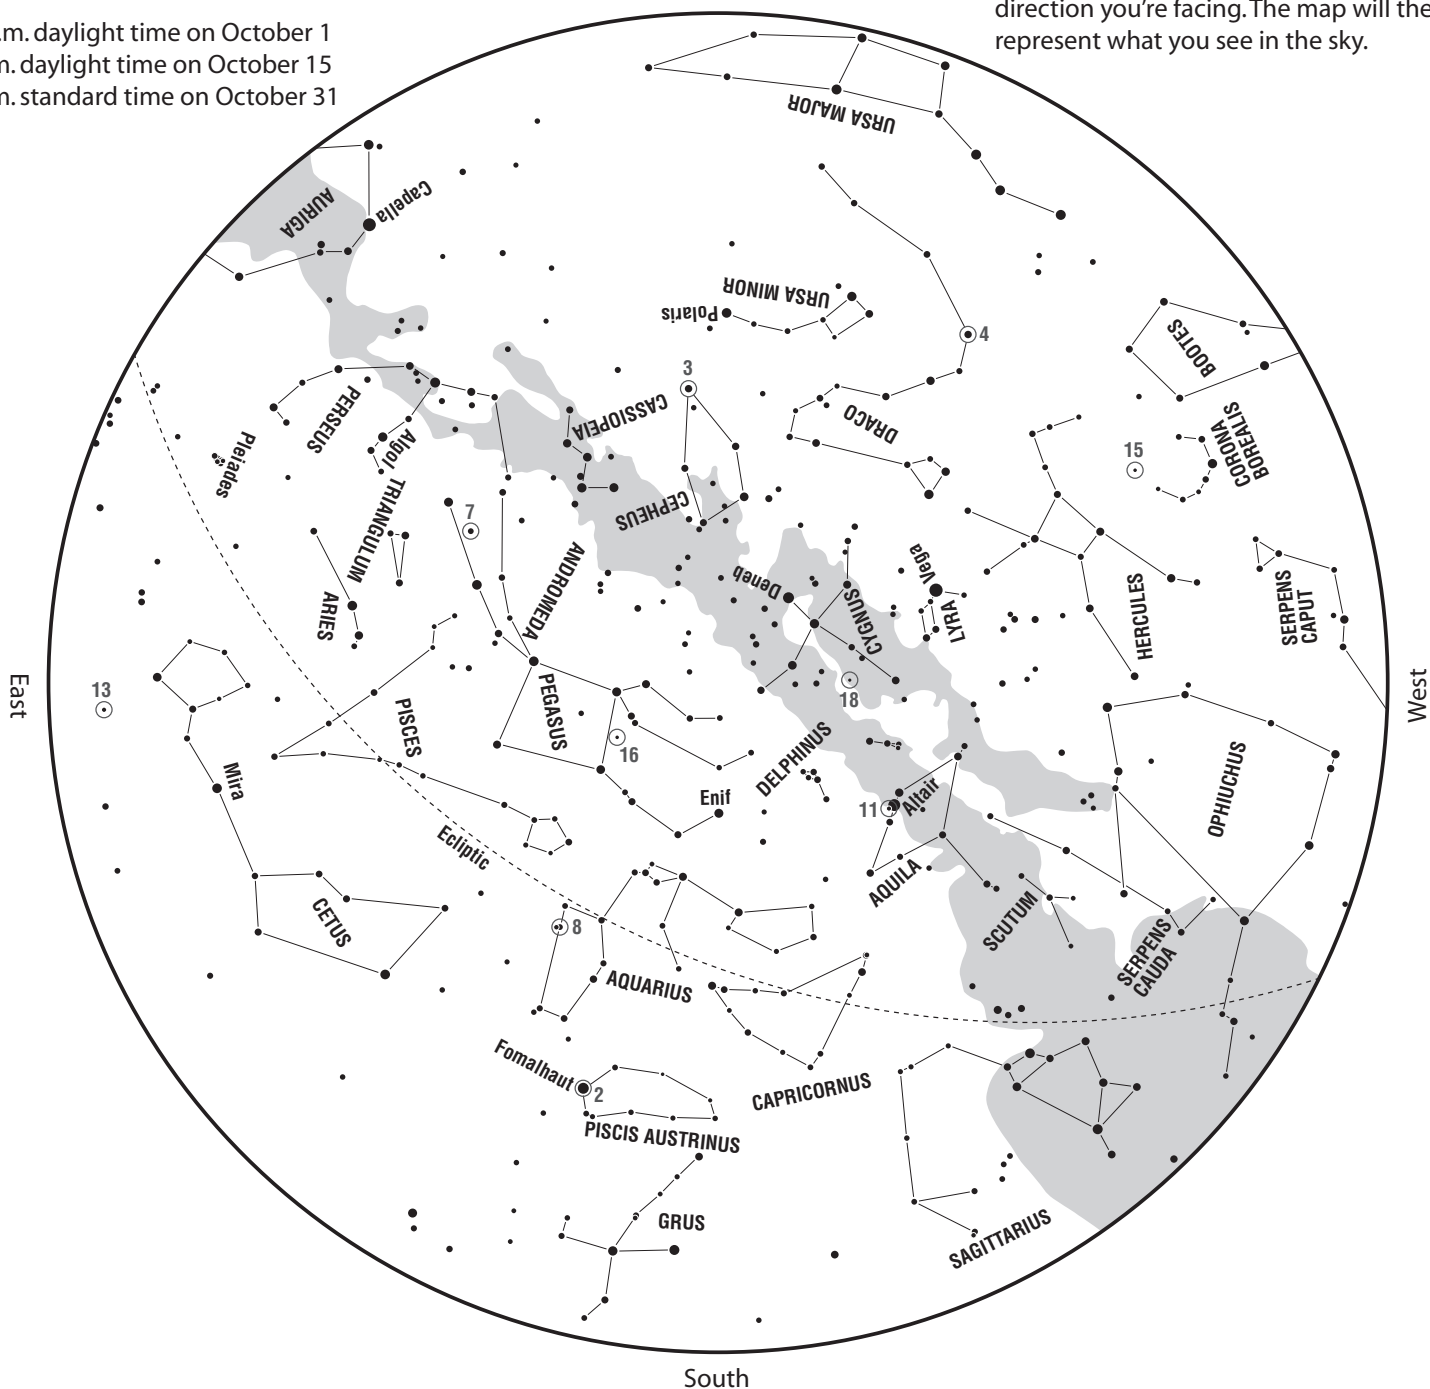 .m. daylight time on October 1
m. daylight time on October 15
m. standard time on October 31
direction you're facing. The map will the
represent what you see in the sky.
URSA MAJOR
AURIGA
Capella
URSA MINOR
Polaris
4
BOOTES
3
PERSEUS
Algol
CASSIOPEIA
DRACO
CORONA
BOREALIS
15
Pleiades
TRIANGULUM
7
CEPHEUS
ARIES
ANDROMEDA
Deneb
CYGNUS
Vega
LYRA
HERCULES
SERPENS
CAPUT
East
13
West
PISCES
PEGASUS
16
18
Mira
DELPHINUS
OPHIUCHUS
Enif
11
Altair
Ecliptic
AQUILA
CETUS
8
SCUTUM
SERPENS
CAUDA
AQUARIUS
Fomalhaut
2
CAPRICORNUS
PISCIS AUSTRINUS
GRUS
SAGITTARIUS
South